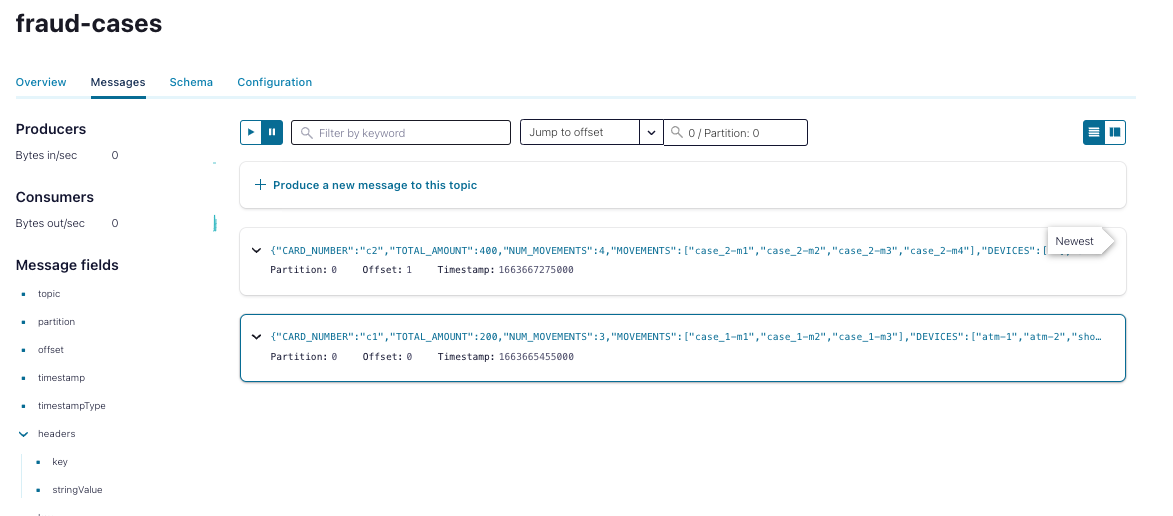 fraud-cases
Overview Messages Schema Configuration
Producers
Bytes in/sec 0
Consumers
Bytes out/sec 0
Message fields
topic
partition
offset
timestamp
timestampType
headers
key
stringValue
Filter by keyword
Jump to offset
0 / Partition: 0
Produce a new message to this topic
{"CARD_NUMBER":"c2","TOTAL_AMOUNT":400,"NUM_MOVEMENTS":4,"MOVEMENTS":["case_2-m1","case_2-m2","case_2-m3","case_2-m4"],"DEVICES":[
Newest
Partition: 0 Offset: 1 Timestamp: 1663667275000
{"CARD_NUMBER":"c1","TOTAL_AMOUNT":200,"NUM_MOVEMENTS":3,"MOVEMENTS":["case_1-m1","case_1-m2","case_1-m3"],"DEVICES":["atm-1","atm-2","sho…
Partition: 0 Offset: 0 Timestamp: 1663665455000